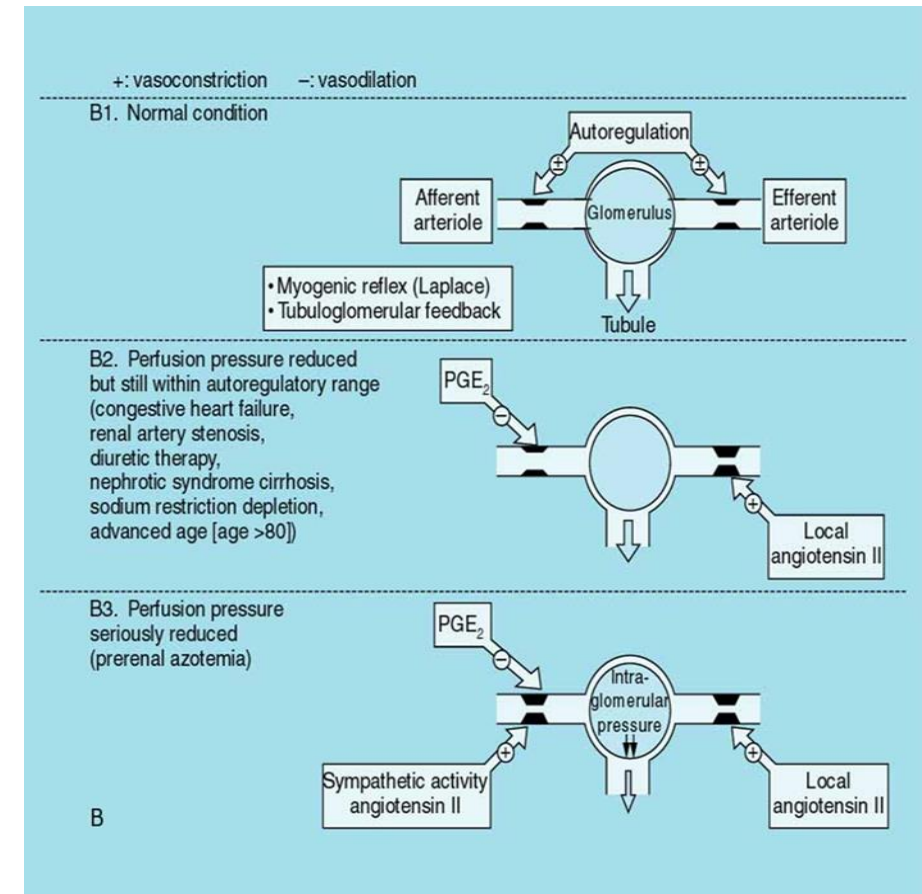 +: vasoconstriction –: vasodilation
B1. Normal condition
Autoregulation
±
±
Afferent
arteriole
Glomerulus
Efferent
arteriole
• Myogenic reflex (Laplace)
• Tubuloglomerular feedback
Tubule
B2. Perfusion pressure reduced
but still within autoregulatory range
(congestive heart failure,
renal artery stenosis,
diuretic therapy,
nephrotic syndrome cirrhosis,
sodium restriction depletion,
advanced age [age >80])
PGE₂
–
+
Local
angiotensin II
B3. Perfusion pressure
seriously reduced
(prerenal azotemia)
PGE₂
–
Intra-
glomerular
pressure
+
+
Sympathetic activity
angiotensin II
Local
angiotensin II
B